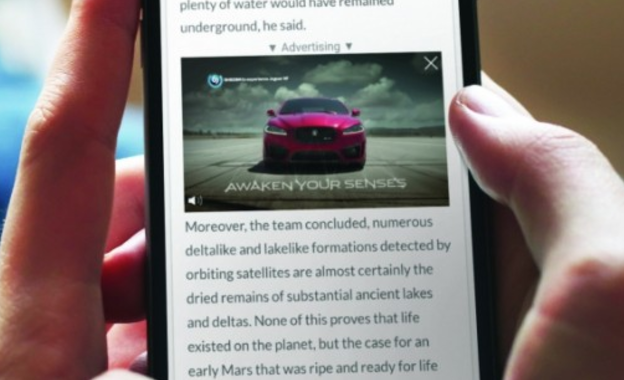 plenty of water would have remained
underground, he said.
▼ Advertising ▼
AWAKEN YOUR SENSES
Moreover, the team concluded, numerous
deltalike and lakelike formations detected by
orbiting satellites are almost certainly the
dried remains of substantial ancient lakes
and deltas. None of this proves that life
existed on the planet, but the case for an
early Mars that was ripe and ready for life